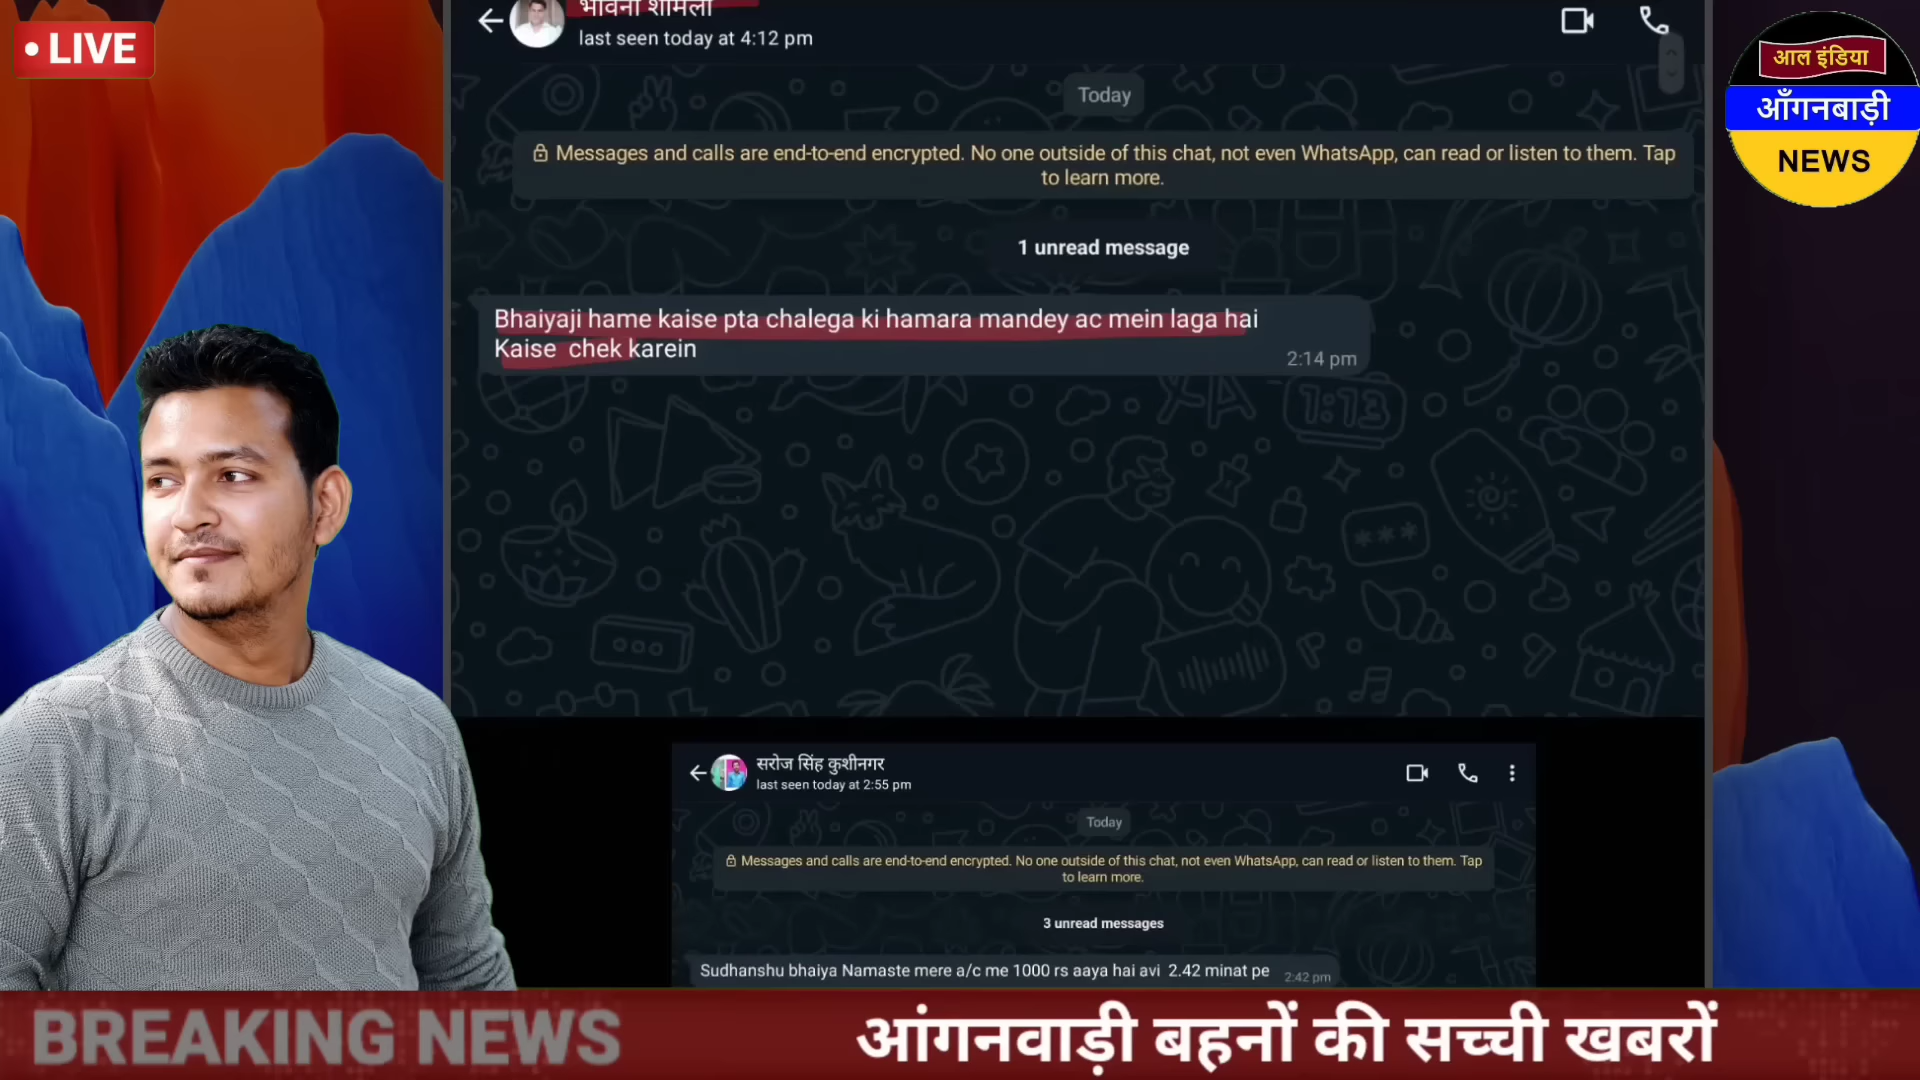 • LIVE
भावना शामली
last seen today at 4:12 pm
Today
Messages and calls are end-to-end encrypted. No one outside of this chat, not even WhatsApp, can read or listen to them. Tap
to learn more.
1 unread message
Bhaiyaji hame kaise pta chalega ki hamara mandey ac mein laga hai
Kaise chek karein
2:14 pm
सरोज सिंह कुशीनगर
last seen today at 2:55 pm
Today
Messages and calls are end-to-end encrypted. No one outside of this chat, not even WhatsApp, can read or listen to them. Tap
to learn more.
3 unread messages
Sudhanshu bhaiya Namaste mere a/c me 1000 rs aaya hai avi 2.42 minat pe
2:42 pm
आल इंडिया
आँगनबाड़ी
NEWS
BREAKING NEWS
आंगनवाड़ी बहनों की सच्ची खबरों